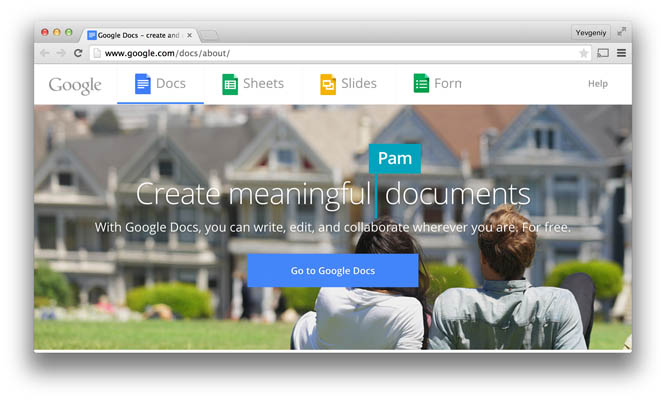 Google Docs - create and
Yevgeniy
www.google.com/docs/about/
Google
Docs
Sheets
Slides
Forn
Help
Pam
Create meaningful documents
With Google Docs, you can write, edit, and collaborate wherever you are. For free.
Go to Google Docs